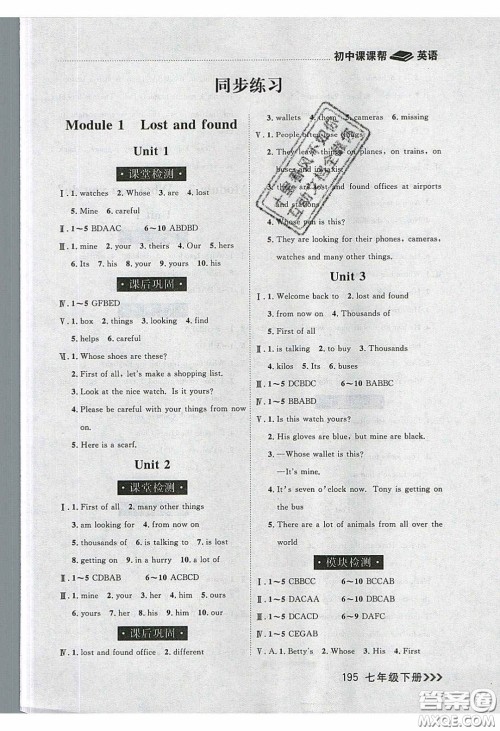 初中课课帮 英语
同步练习
Module 1 Lost and found
Unit 1
·课堂检测·
Ⅰ. 1. watches 2. Whose 3. are 4. lost
5. Mine 6. careful
Ⅱ. 1~5 BDAAC 6~10 ABDBD
Ⅲ. 1. mine 2. your 3. theirs 4. Our 5. hers
6. Its 7. his 8. yours 9. yours 10. his
·课后巩固·
Ⅳ. 1~5 GFBED
Ⅴ. 1. box 2. things 3. looking 4. find
5. helps 6. careful
Ⅵ. 1. Whose shoes are these?
2. First of all, let's make a shopping list.
3. Look at the nice watch. Is it yours?
4. Please be careful with your things from now
on.
5. Here is a scarf.
Unit 2
·课堂检测·
Ⅰ. 1. First of all 2. many other things
3. am looking for 4. from now on
5. thousands of 6. is talking to 7. is lost
8. getting on 9. in a hurry 10. a lot of
Ⅱ. 1~5 CDBAB 6~10 ACBCD
Ⅲ. 1. mine 2. your 3. hers 4. mine 5. ours
6. yours 7. her 8. his 9. her 10. our
·课后巩固·
Ⅳ. 1. lost and found office 2. different
3. wallets 4. them 5. cameras 6. missing
Ⅴ. 1. People often lose things
2. leaving things on planes, on trains, on
buses and in taxis
3. there are lost and found offices at airports
and stations
4. Whose pen is this?
5. They are looking for their phones, cameras,
watches and many other things.
Unit 3
Ⅰ. 1. Welcome back to 2. lost and found
3. from now on 4. Thousands of
5. First of all
Ⅱ. 1. is talking 2. to buy 3. Thousands
4. kilos 5. Its 6. buses
Ⅲ. 1~5 DCBDC 6~10 BABBC
Ⅳ. 1~5 BBABD
Ⅴ. 1. Is this watch yours?
2. His gloves are blue, but mine are black.
3. —Whose wallet is this?
—It's mine.
4. It's seven o'clock now. Tony is getting on
the bus
5. There are a lot of animals from all over the
world
·模块检测·
Ⅰ. 1~5 CBBCC 6~10 BCCAB
Ⅱ. 1~5 DACAA 6~10 DBCAB
Ⅲ. 1~5 DCACD 6~9 DAFC
Ⅳ. 1~5 CEGAB
Ⅴ. A. 1. Betty's 2. Whose 3. White
195 七年级下册>>>